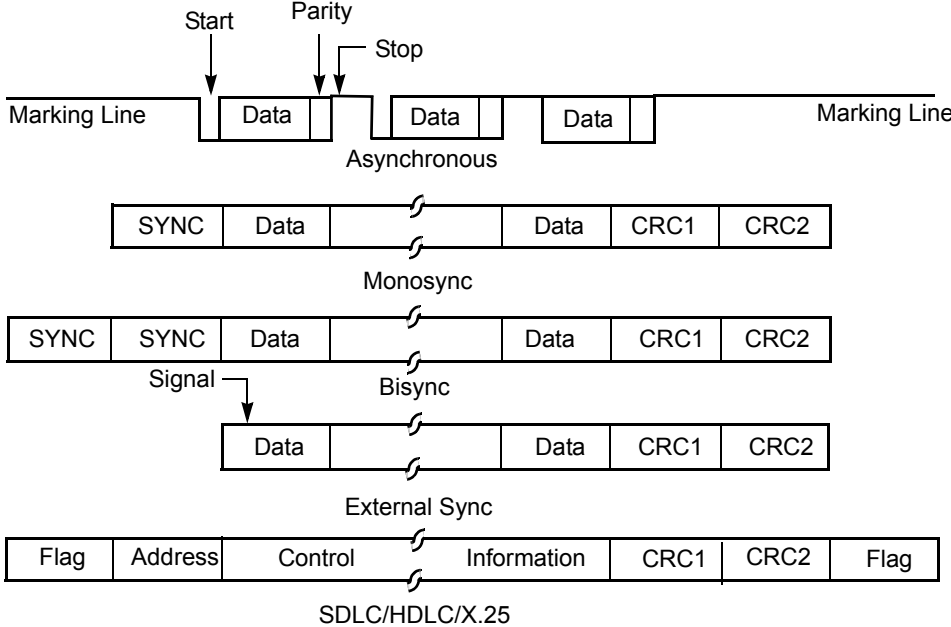 Start Parity
Stop
Marking Line Data Data Data Marking Line
Asynchronous
SYNC Data Data CRC1 CRC2
Monosync
SYNC SYNC Data Data CRC1 CRC2
Signal
Bisync
Data Data CRC1 CRC2
External Sync
Flag Address Control Information CRC1 CRC2 Flag
SDLC/HDLC/X.25